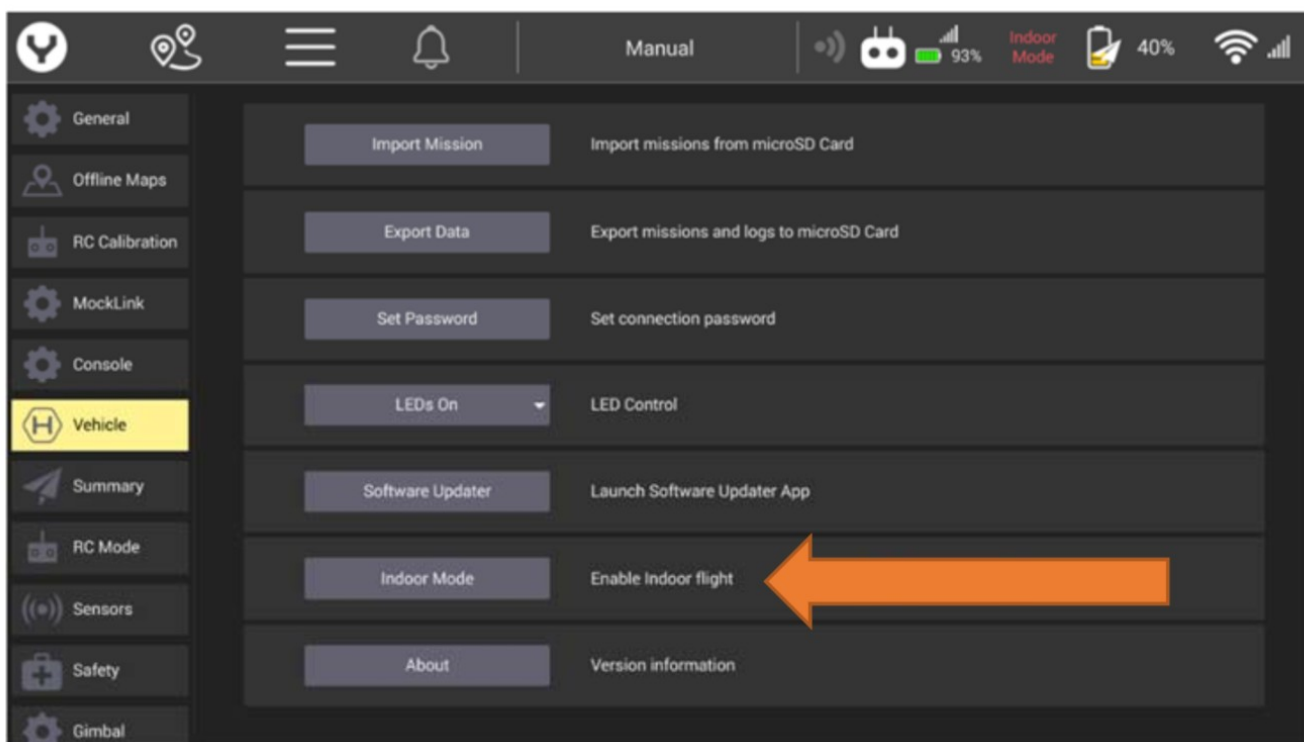 Manual
93%
Indoor
Mode
40%
General
Offline Maps
RC Calibration
MockLink
Console
Vehicle
Summary
RC Mode
Sensors
Safety
Gimbal
Import Mission
Import missions from microSD Card
Export Data
Export missions and logs to microSD Card
Set Password
Set connection password
LEDs On
LED Control
Software Updater
Launch Software Updater App
Indoor Mode
Enable Indoor flight
About
Version information